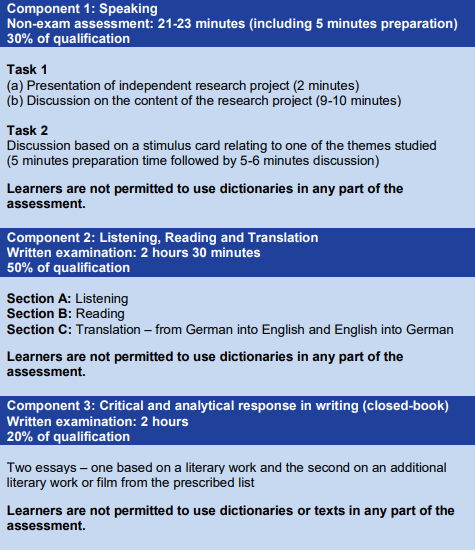 Component 1: Speaking
Non-exam assessment: 21-23 minutes (including 5 minutes preparation)
30% of qualification
Task 1
(a) Presentation of independent research project (2 minutes)
(b) Discussion on the content of the research project (9-10 minutes)
Task 2
Discussion based on a stimulus card relating to one of the themes studied
(5 minutes preparation time followed by 5-6 minutes discussion)
Learners are not permitted to use dictionaries in any part of the
assessment.
Component 2: Listening, Reading and Translation
Written examination: 2 hours 30 minutes
50% of qualification
Section A: Listening
Section B: Reading
Section C: Translation – from German into English and English into German
Learners are not permitted to use dictionaries in any part of the
assessment.
Component 3: Critical and analytical response in writing (closed-book)
Written examination: 2 hours
20% of qualification
Two essays – one based on a literary work and the second on an additional
literary work or film from the prescribed list
Learners are not permitted to use dictionaries or texts in any part of the
assessment.